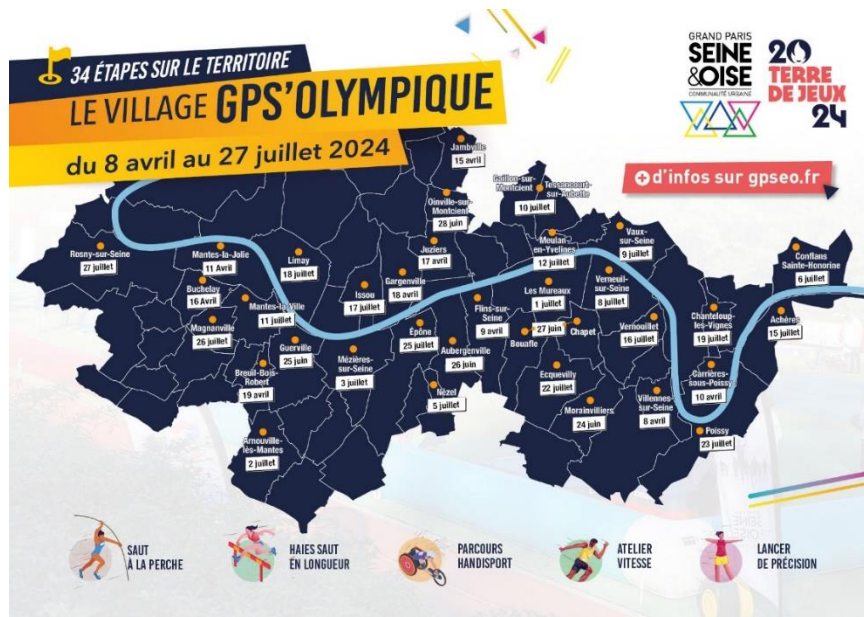 34 ÉTAPES SUR LE TERRITOIRE
LE VILLAGE GPS'OLYMPIQUE
du 8 avril au 27 juillet 2024
GRAND PARIS
SEINE
&OISE
COMMUNAUTÉ URBAINE
20
TERRE
DE JEUX
24
+ d'infos sur gpseo.fr
Jambville
15 avril
Gaillon-sur-
Montcient
Tessancourt-
sur-Aubette
10 juillet
Oinville-sur-
Montcient
28 juin
Vaux-
sur-Seine
9 juillet
Meulan-
en-Yvelines
12 juillet
Conflans
Sainte-Honorine
6 juillet
Rosny-sur-Seine
27 juillet
Mantes-la-Jolie
11 Avril
Limay
18 juillet
Juziers
17 avril
Gargenville
18 avril
Issou
17 juillet
Buchelay
16 Avril
Mantes-la-Ville
11 juillet
Magnanville
26 juillet
Guerville
25 juin
Mézières-
sur-Seine
3 juillet
Épône
25 juillet
Flins-sur-
Seine
9 avril
Aubergenville
26 juin
Les Mureaux
1 juillet
Verneuil-
sur-Seine
8 juillet
Bouafle
27 juin
Chapet
Vernouillet
16 juillet
Chanteloup-
les-Vignes
19 juillet
Achères
15 juillet
Carrières-
sous-Poissy
10 avril
Breuil-Bois-
Robert
19 avril
Nézel
5 juillet
Ecquevilly
22 juillet
Morainvilliers
24 juin
Villennes-
sur-Seine
8 avril
Poissy
23 juillet
Arnouville-
lès-Mantes
2 juillet
SAUT
À LA PERCHE
HAIES SAUT
EN LONGUEUR
PARCOURS
HANDISPORT
ATELIER
VITESSE
LANCER
DE PRÉCISION